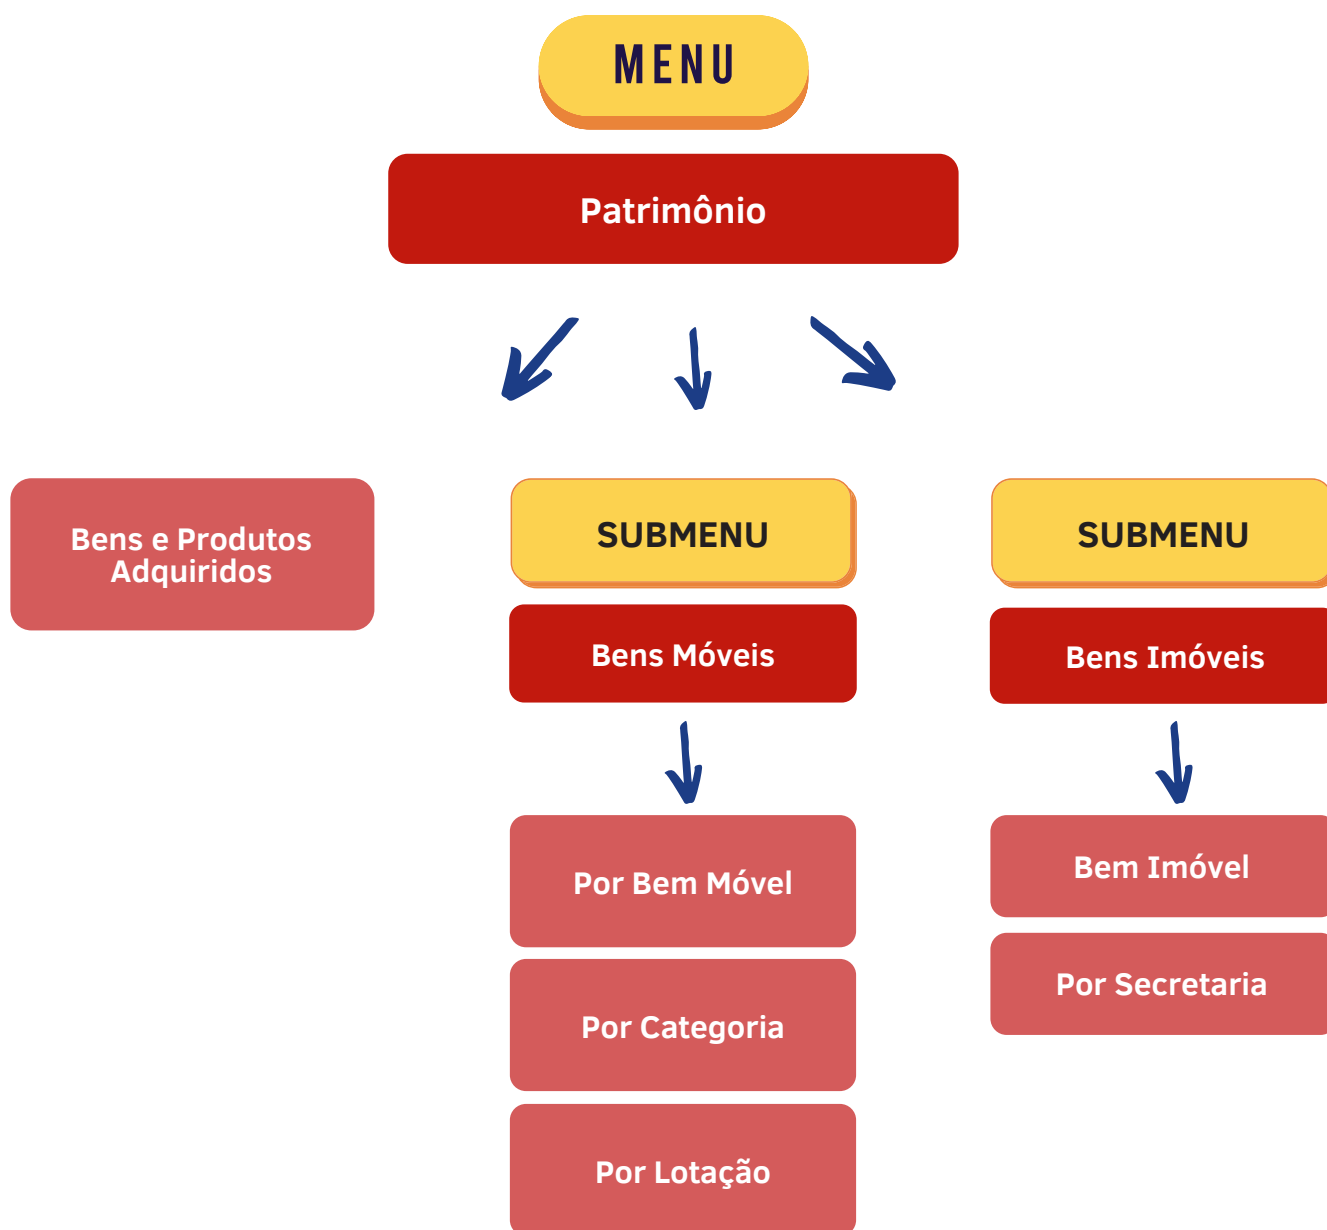 MENU
Patrimônio
Bens e Produtos
Adquiridos
SUBMENU
Bens Móveis
Por Bem Móvel
Por Categoria
Por Lotação
SUBMENU
Bens Imóveis
Bem Imóvel
Por Secretaria